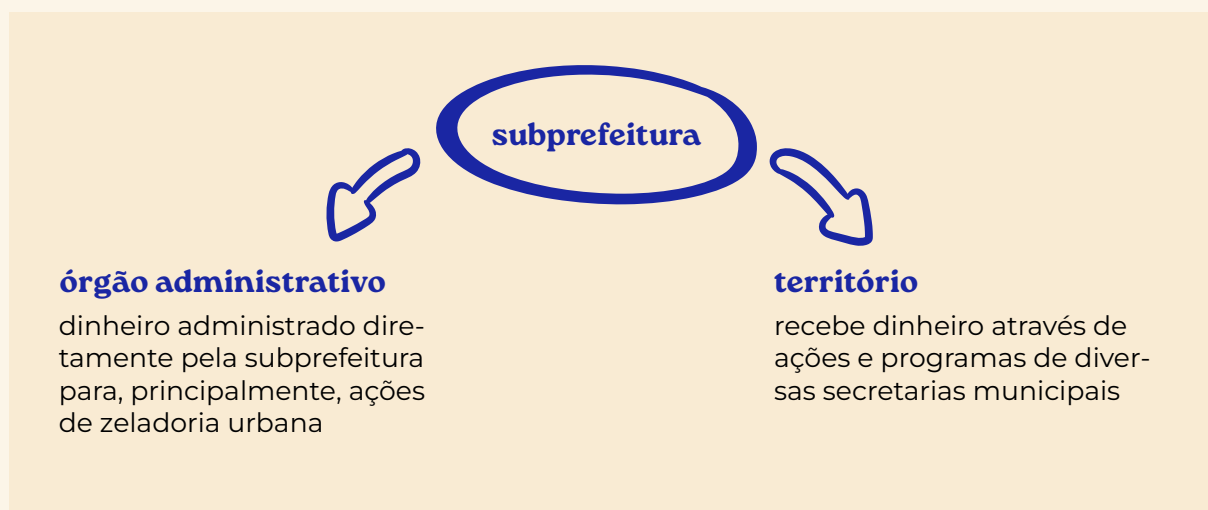 subprefeitura
órgão administrativo
dinheiro administrado dire-
tamente pela subprefeitura
para, principalmente, ações
de zeladoria urbana
território
recebe dinheiro através de
ações e programas de diver-
sas secretarias municipais